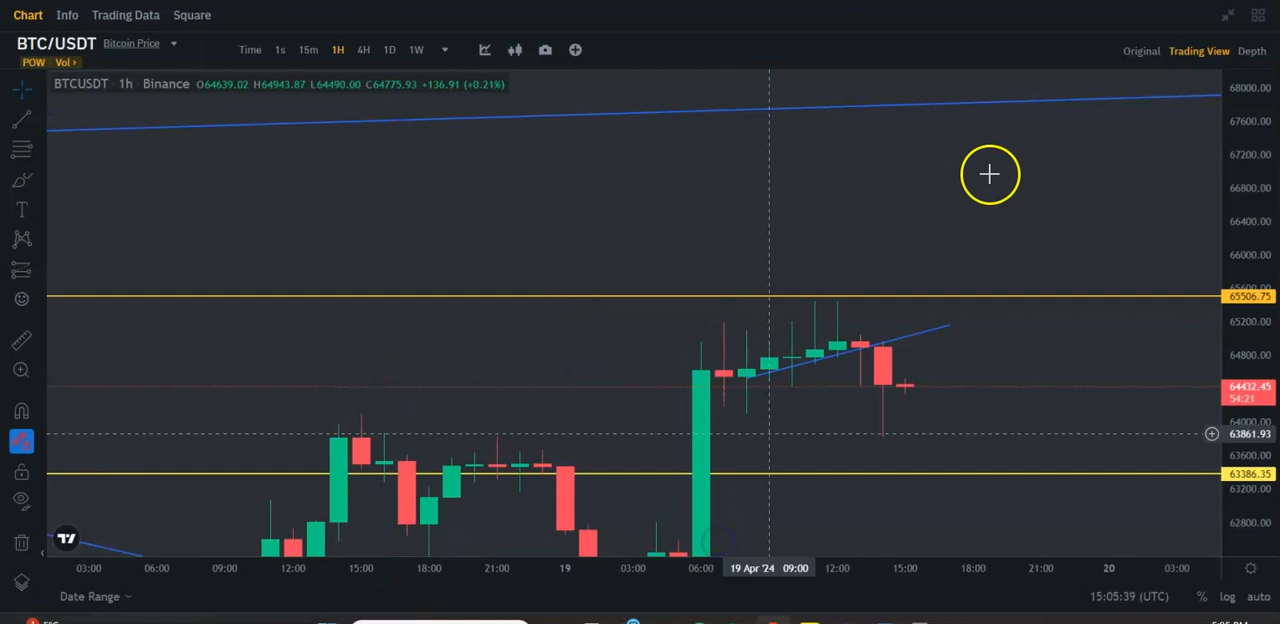 Chart Info Trading Data Square
BTC/USDT Bitcoin Price
POW Vol ›
Time 1s 15m 1H 4H 1D 1W
Original Trading View Depth
BTCUSDT · 1h · Binance O64639.02 H64943.87 L64490.00 C64775.93 +136.91 (+0.21%)
68000.00
67600.00
67200.00
66800.00
66400.00
66000.00
65600.00
65506.75
65200.00
64800.00
64432.45
54:21
64000.00
63861.93
63600.00
63386.35
63200.00
62800.00
03:00 06:00 09:00 12:00 15:00 18:00 21:00 19 03:00 06:00 19 Apr '24 09:00 12:00 15:00 18:00 21:00 20 03:00
Date Range 15:05:39 (UTC) % log auto